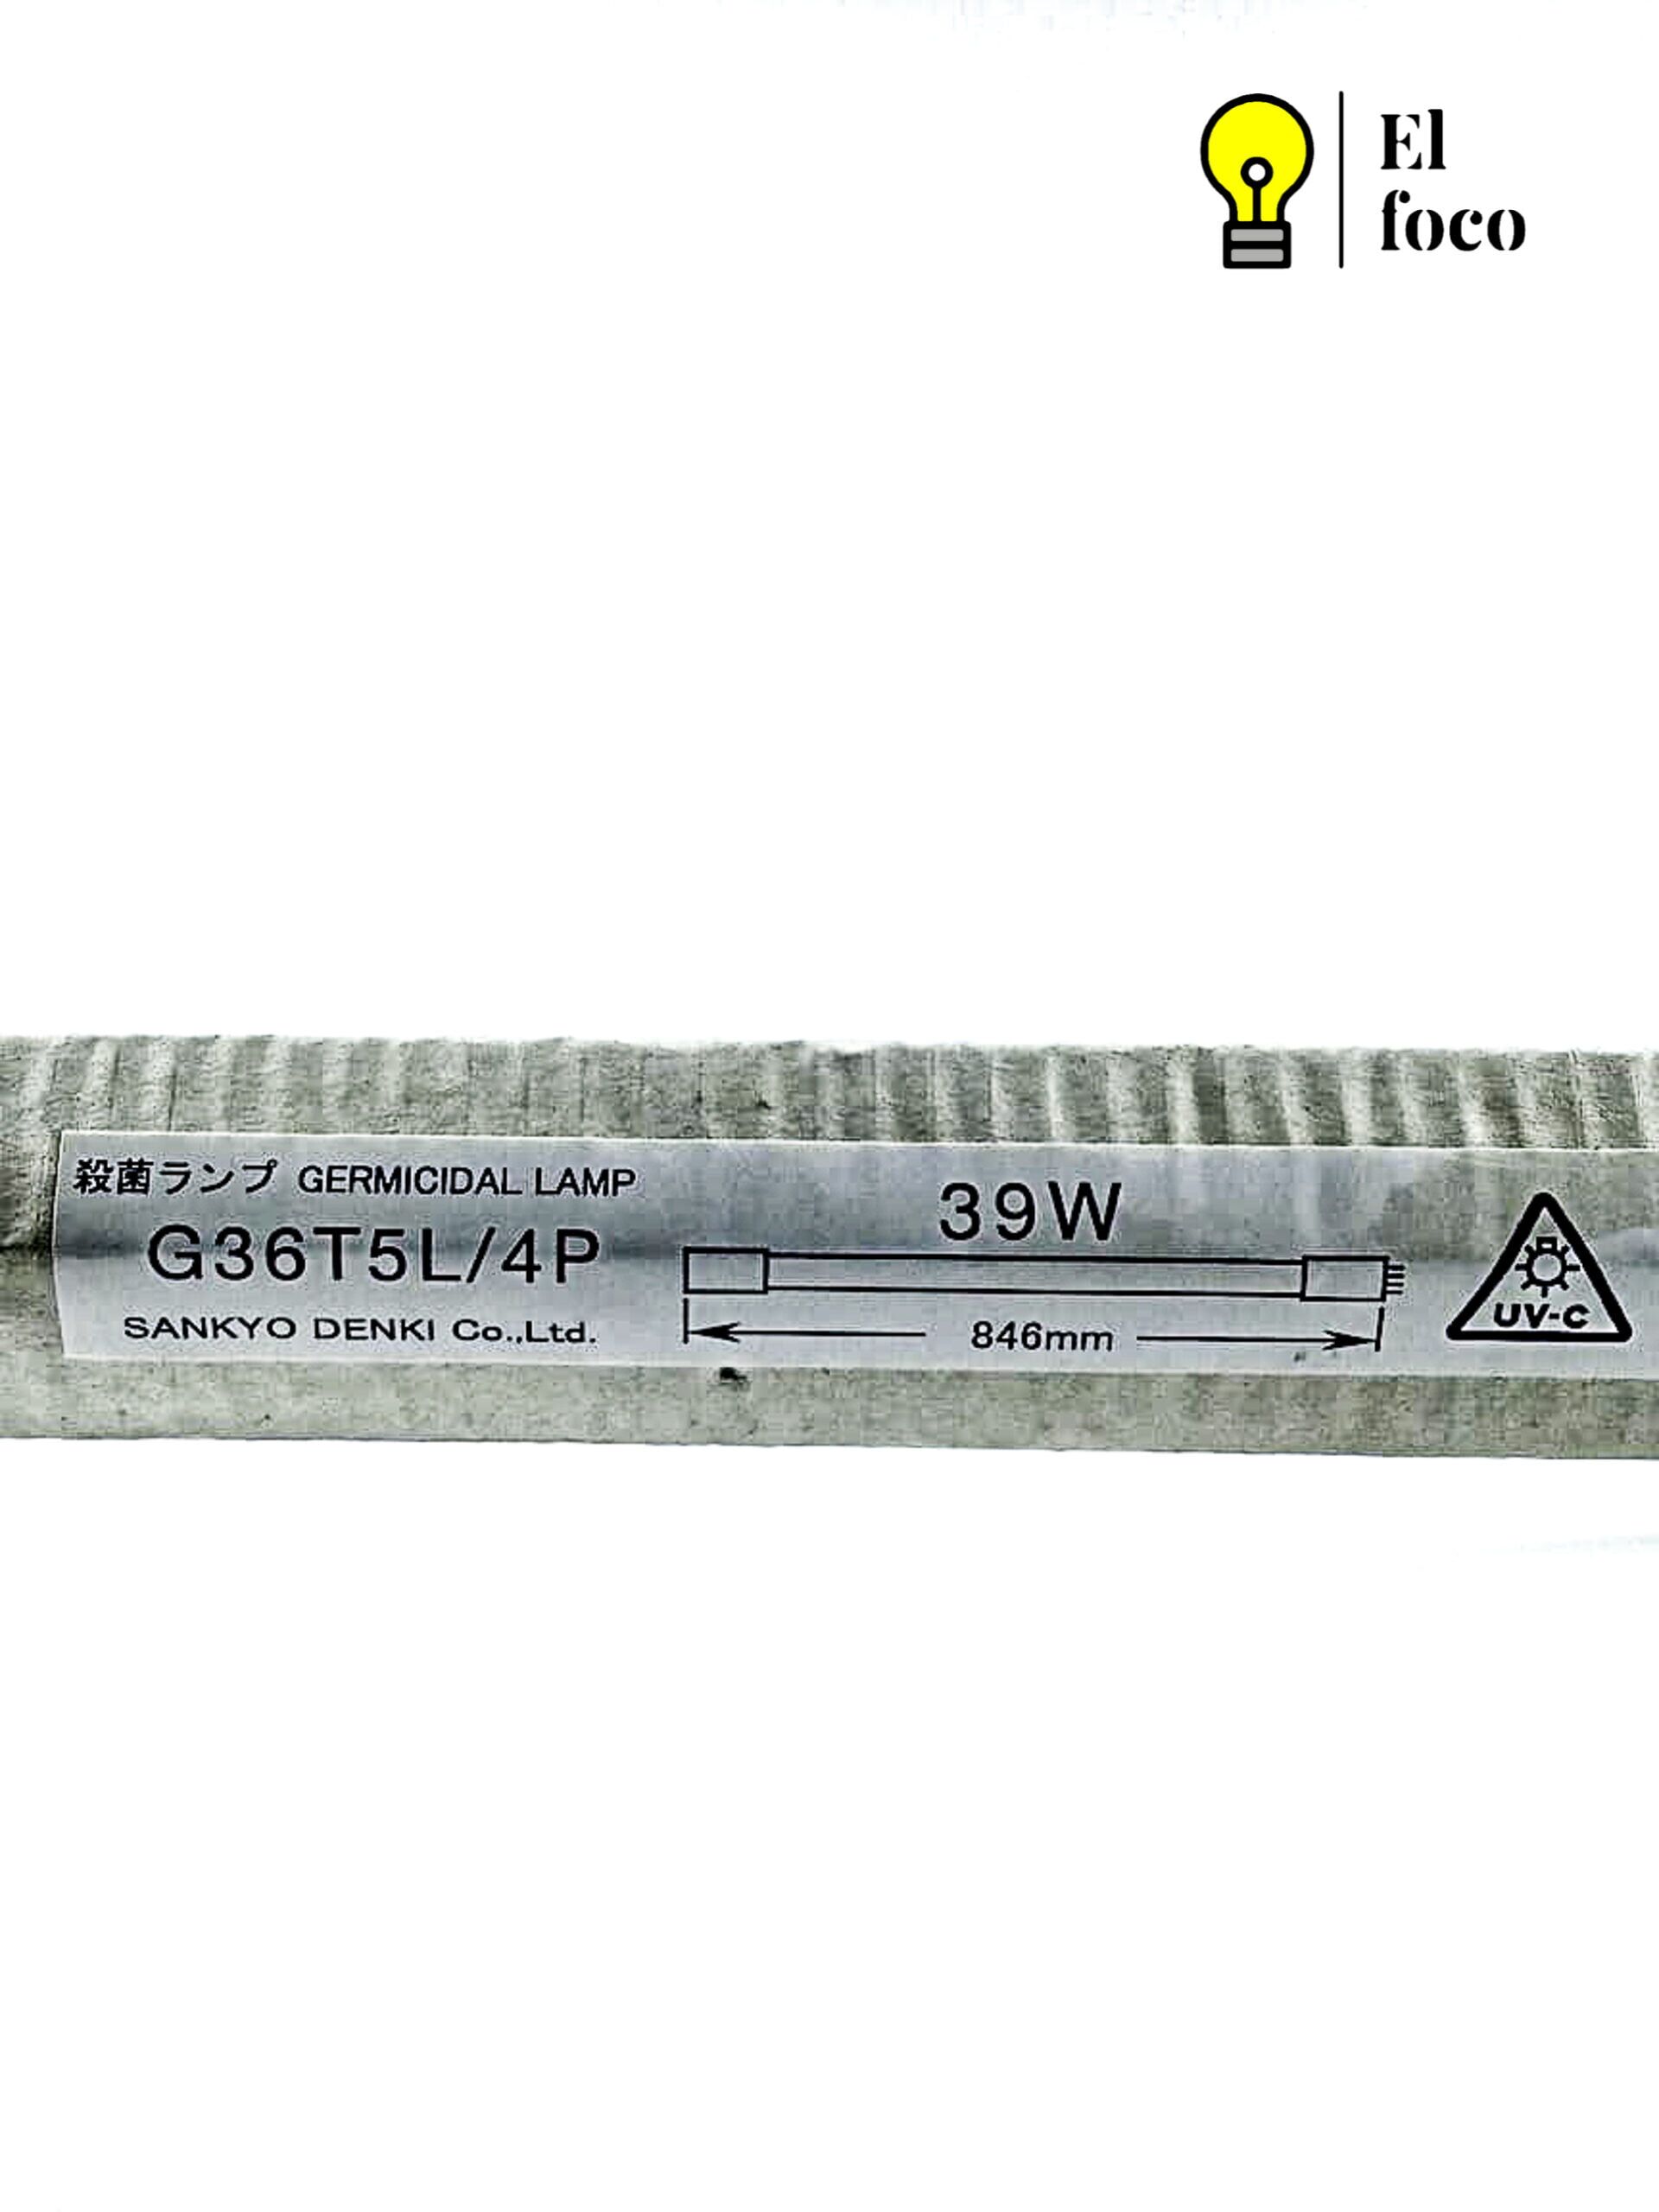 El
foco
殺菌ランプ GERMICIDAL LAMP
G36T5L/4P
SANKYO DENKI Co.,Ltd.
39W
846mm
UV-C